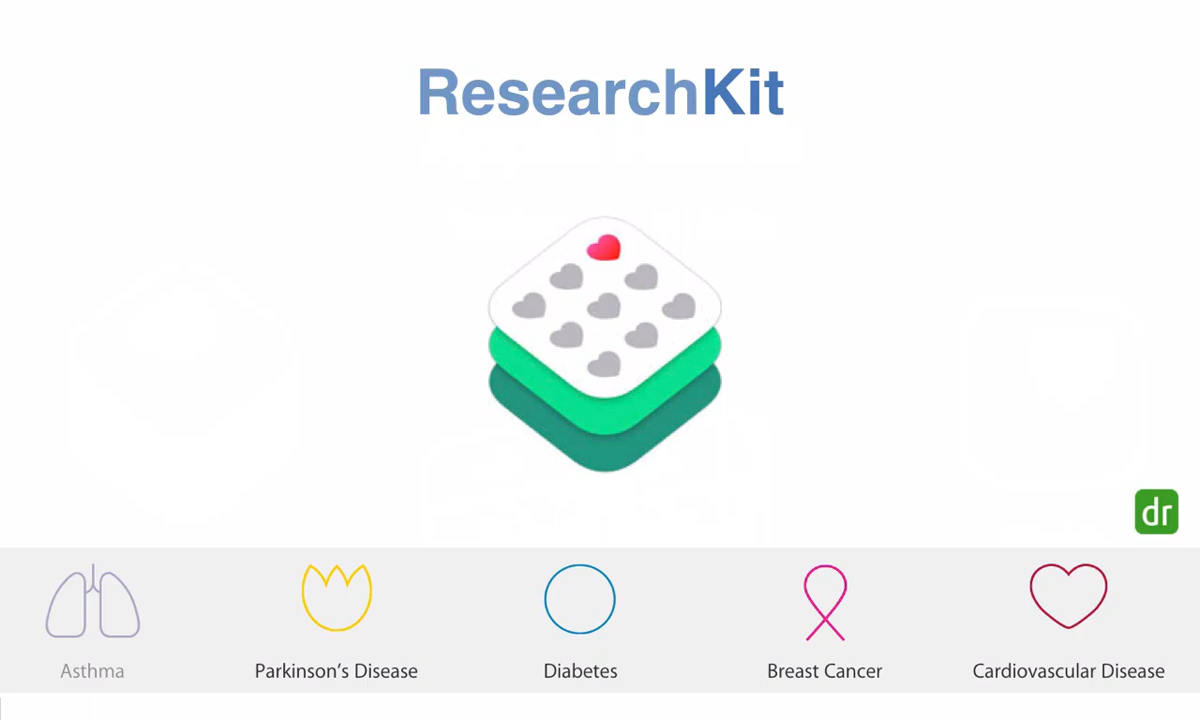 ResearchKit
dr
Asthma
Parkinson’s Disease
Diabetes
Breast Cancer
Cardiovascular Disease